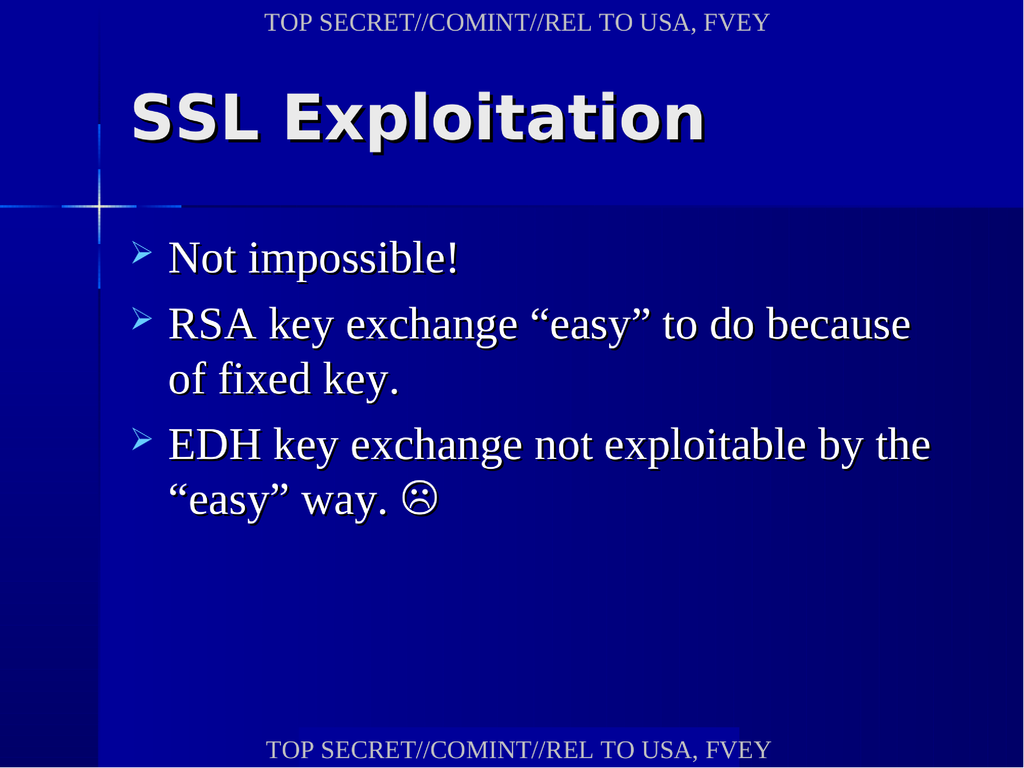 TOP SECRET//COMINT//REL TO USA, FVEY
SSL Exploitation
➢ Not impossible!
➢ RSA key exchange “easy” to do because
of fixed key.
➢ EDH key exchange not exploitable by the
“easy” way. ☹
TOP SECRET//COMINT//REL TO USA, FVEY